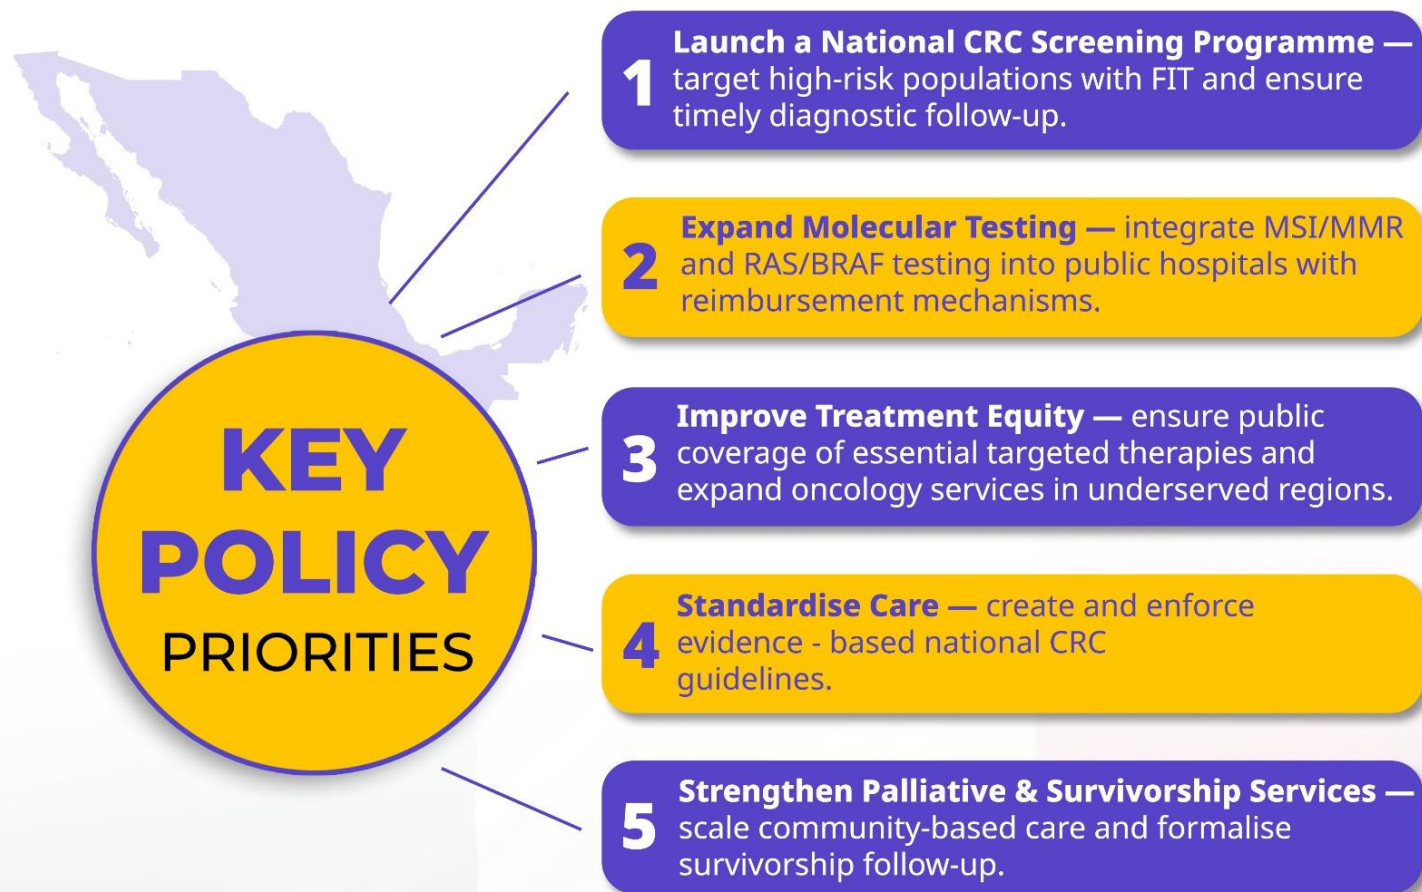 KEY
POLICY
PRIORITIES
1
Launch a National CRC Screening Programme —
target high-risk populations with FIT and ensure
timely diagnostic follow-up.
2
Expand Molecular Testing — integrate MSI/MMR
and RAS/BRAF testing into public hospitals with
reimbursement mechanisms.
3
Improve Treatment Equity — ensure public
coverage of essential targeted therapies and
expand oncology services in underserved regions.
4
Standardise Care — create and enforce
evidence - based national CRC
guidelines.
5
Strengthen Palliative & Survivorship Services —
scale community-based care and formalise
survivorship follow-up.